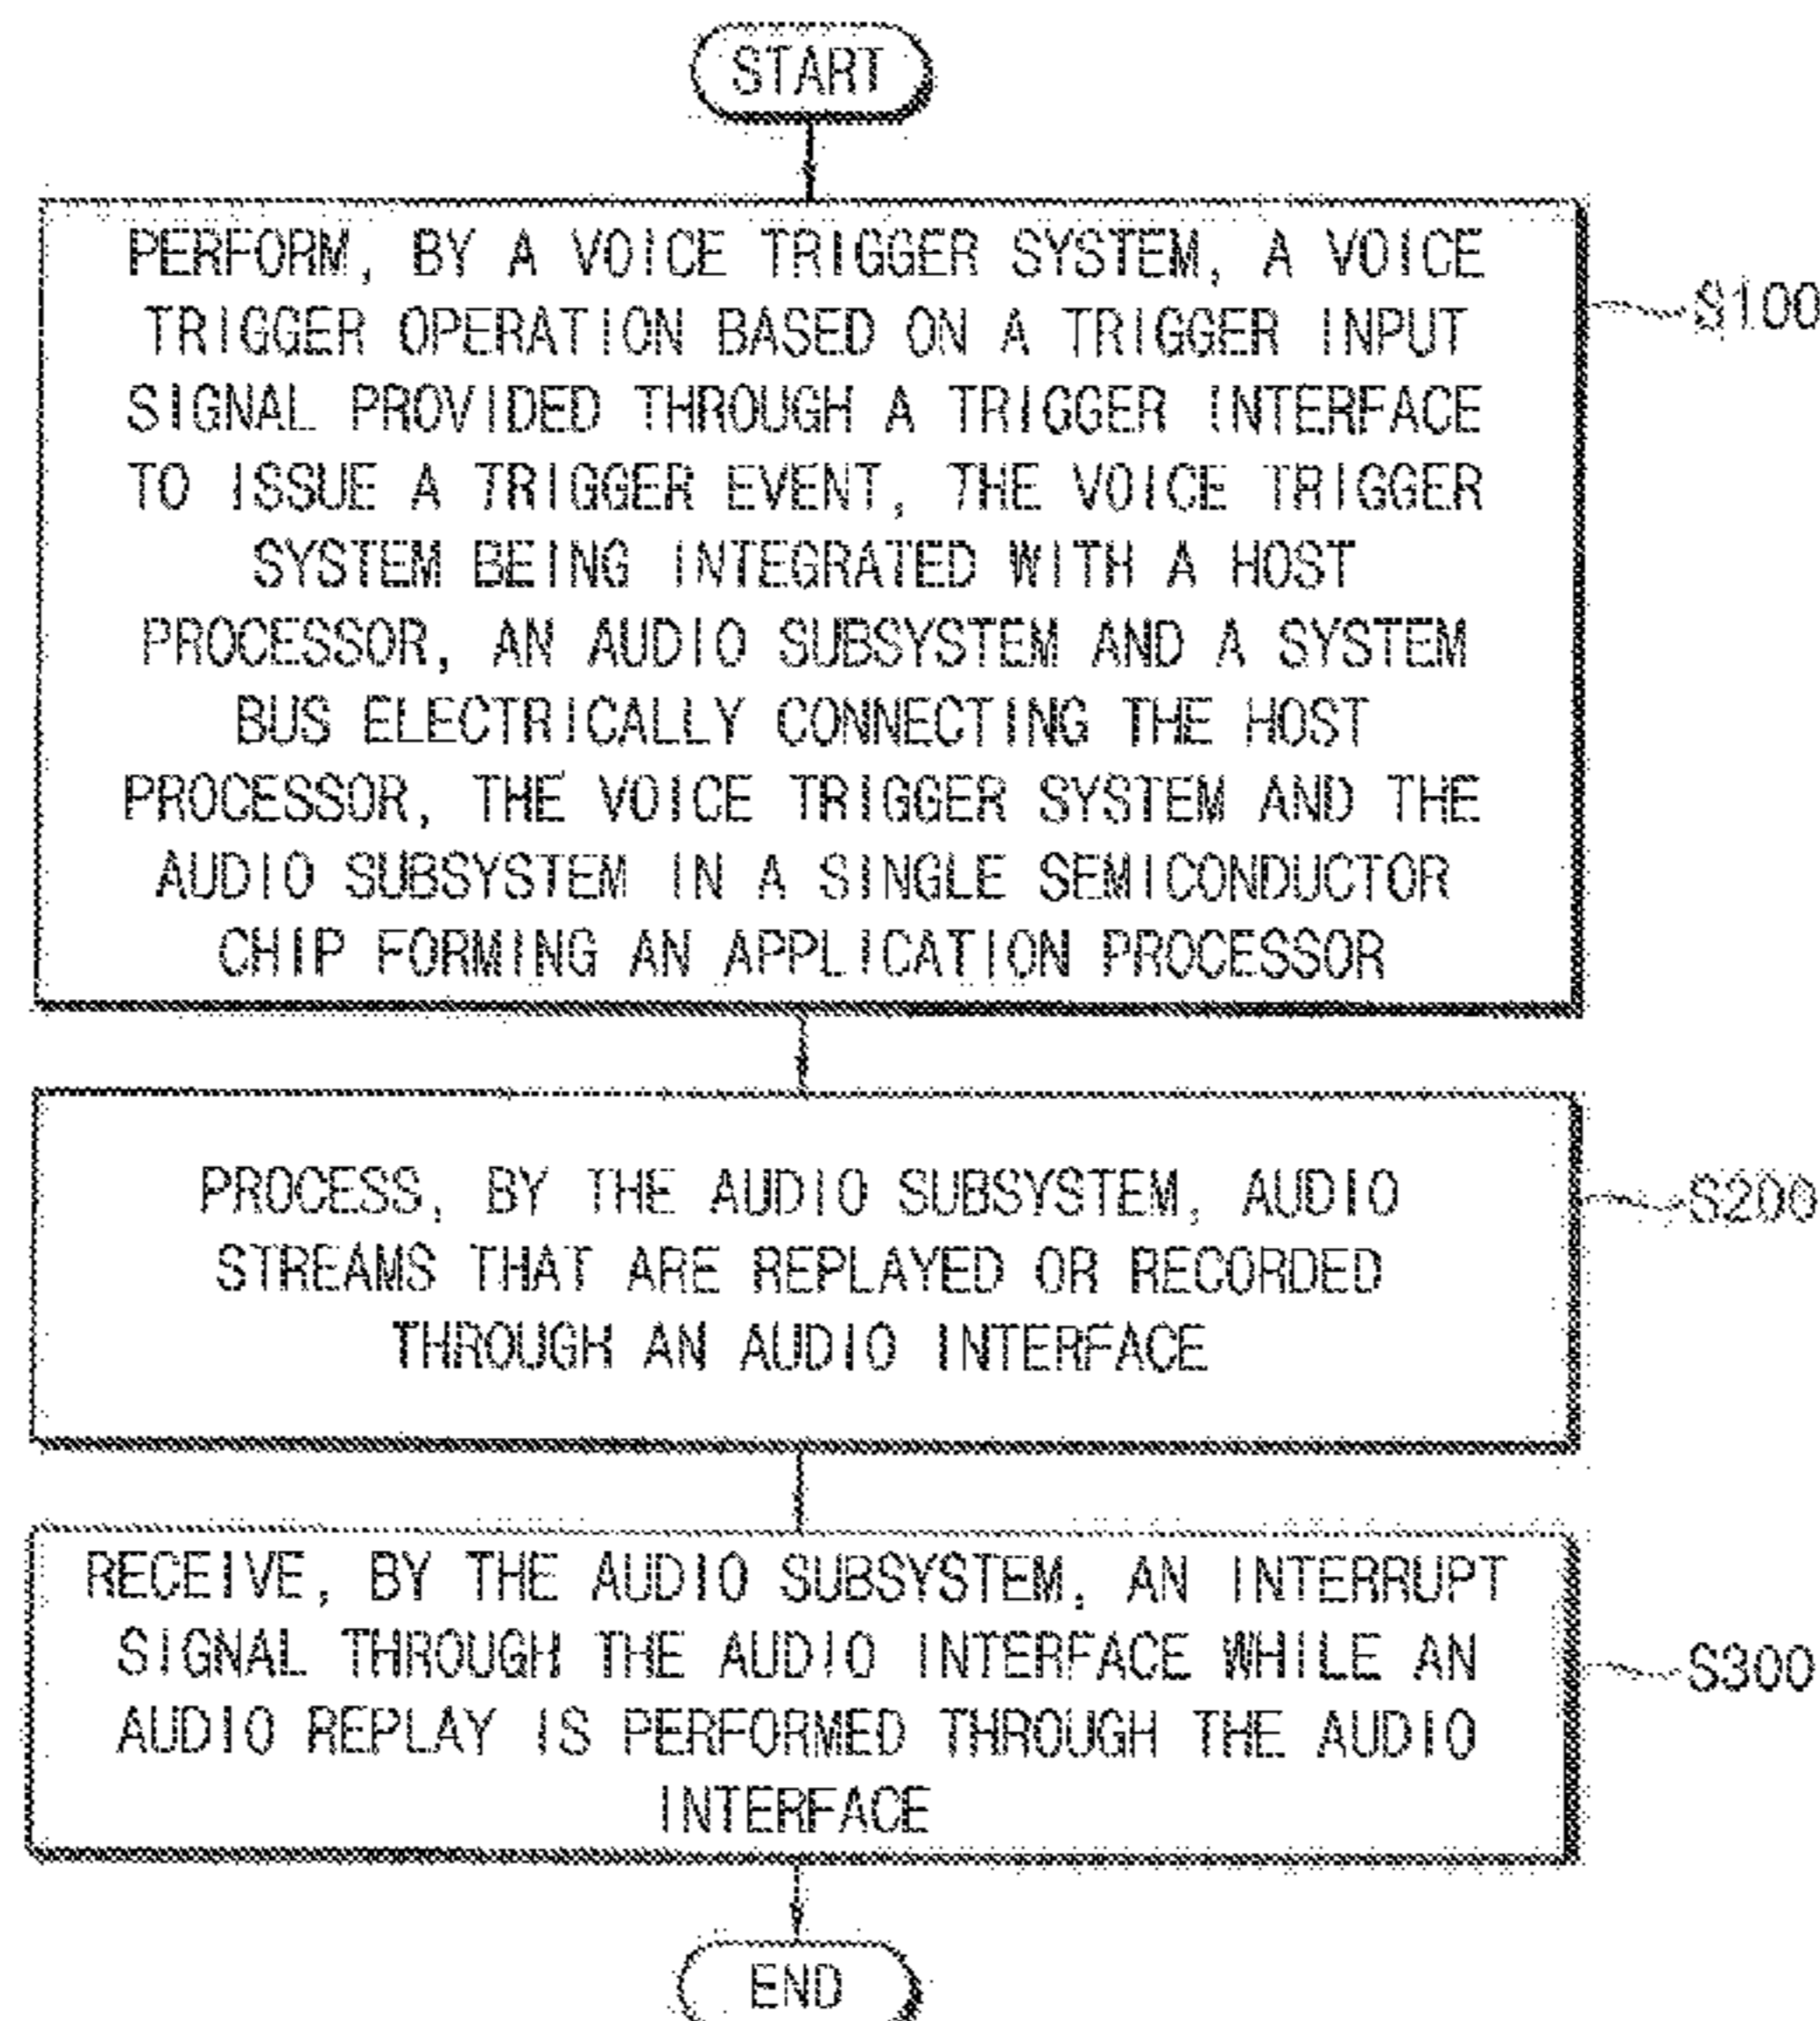 START
PERFORM, BY A VOICE TRIGGER SYSTEM, A VOICE
TRIGGER OPERATION BASED ON A TRIGGER INPUT
SIGNAL PROVIDED THROUGH A TRIGGER INTERFACE
TO ISSUE A TRIGGER EVENT, THE VOICE TRIGGER
SYSTEM BEING INTEGRATED WITH A HOST
PROCESSOR, AN AUDIO SUBSYSTEM AND A SYSTEM
BUS ELECTRICALLY CONNECTING THE HOST
PROCESSOR, THE VOICE TRIGGER SYSTEM AND THE
AUDIO SUBSYSTEM IN A SINGLE SEMICONDUCTOR
CHIP FORMING AN APPLICATION PROCESSOR
S100
PROCESS, BY THE AUDIO SUBSYSTEM, AUDIO
STREAMS THAT ARE REPLAYED OR RECORDED
THROUGH AN AUDIO INTERFACE
S200
RECEIVE, BY THE AUDIO SUBSYSTEM, AN INTERRUPT
SIGNAL THROUGH THE AUDIO INTERFACE WHILE AN
AUDIO REPLAY IS PERFORMED THROUGH THE AUDIO
INTERFACE
S300
END